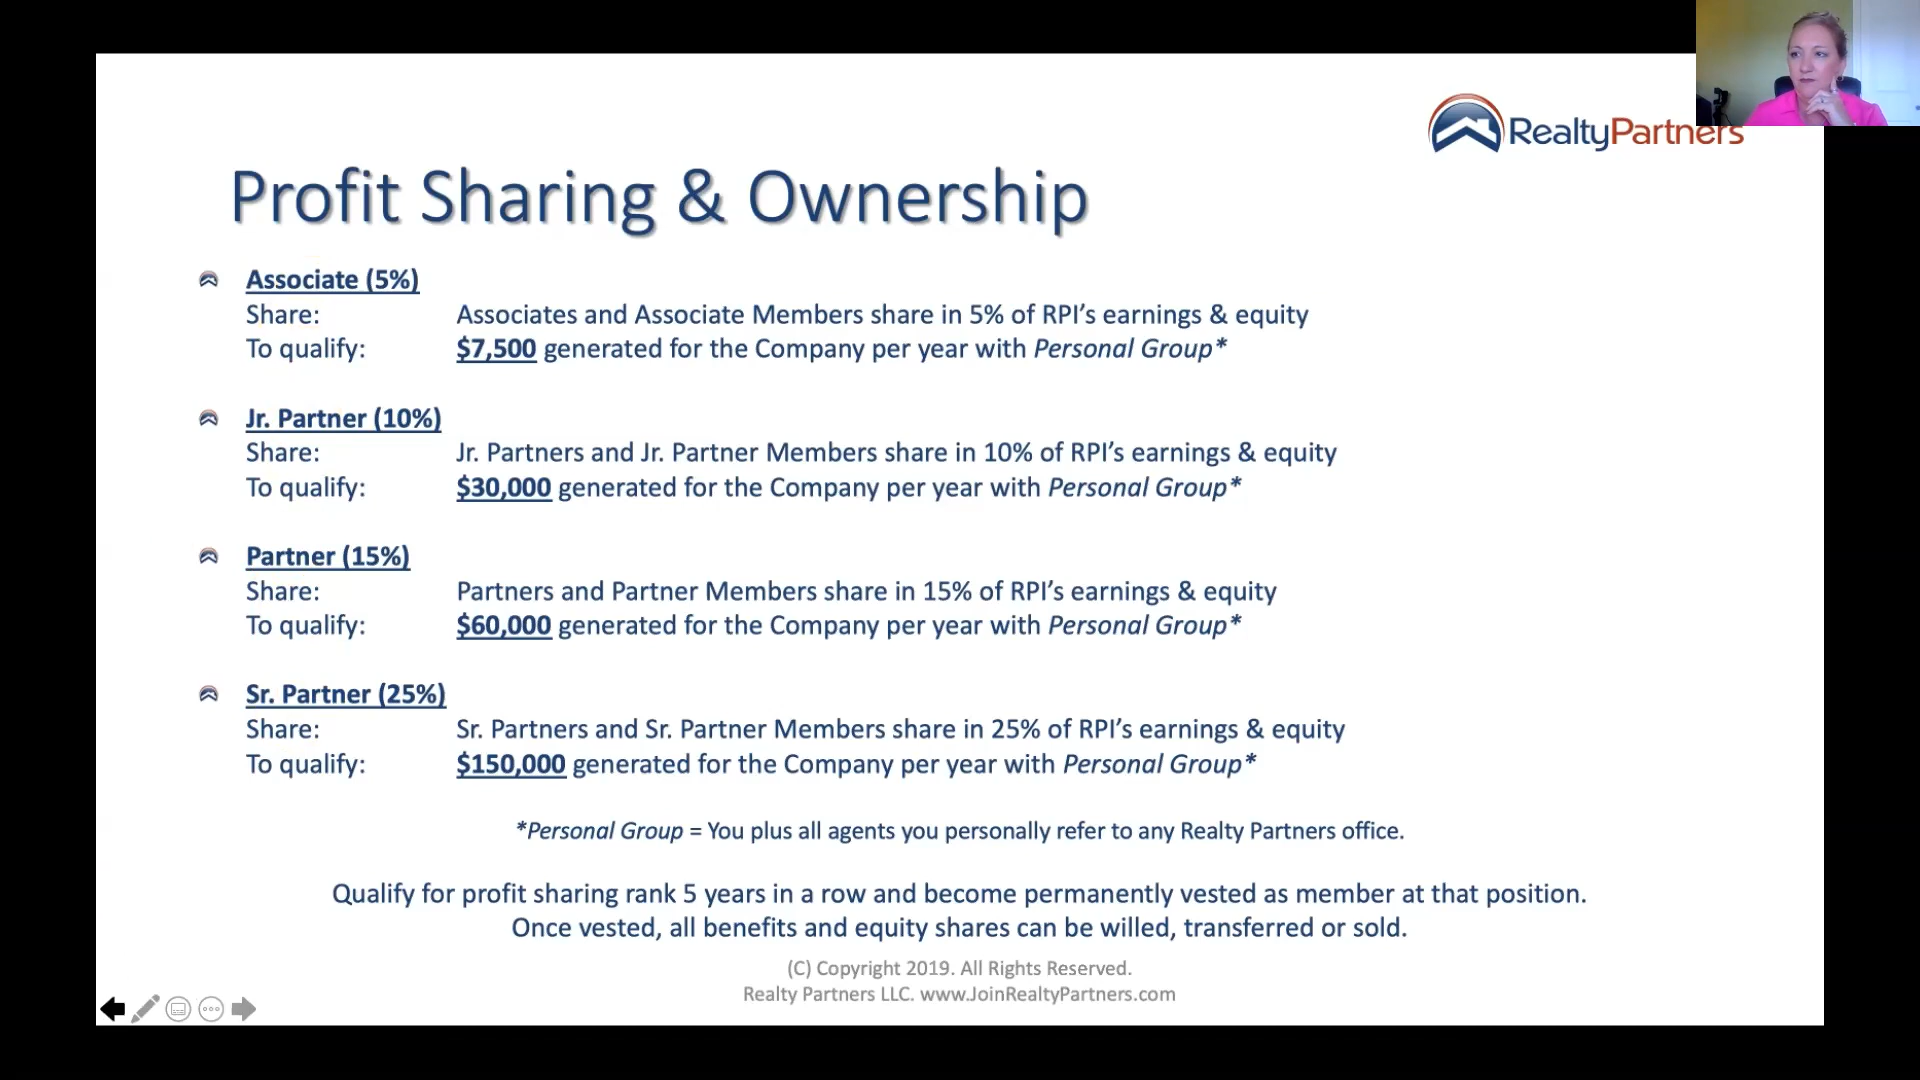 RealtyPartners
Profit Sharing & Ownership
Associate (5%)
Share: Associates and Associate Members share in 5% of RPI's earnings & equity
To qualify: $7,500 generated for the Company per year with Personal Group*
Jr. Partner (10%)
Share: Jr. Partners and Jr. Partner Members share in 10% of RPI's earnings & equity
To qualify: $30,000 generated for the Company per year with Personal Group*
Partner (15%)
Share: Partners and Partner Members share in 15% of RPI's earnings & equity
To qualify: $60,000 generated for the Company per year with Personal Group*
Sr. Partner (25%)
Share: Sr. Partners and Sr. Partner Members share in 25% of RPI's earnings & equity
To qualify: $150,000 generated for the Company per year with Personal Group*
*Personal Group = You plus all agents you personally refer to any Realty Partners office.
Qualify for profit sharing rank 5 years in a row and become permanently vested as member at that position.
Once vested, all benefits and equity shares can be willed, transferred or sold.
(C) Copyright 2019. All Rights Reserved.
Realty Partners LLC. www.JoinRealtyPartners.com